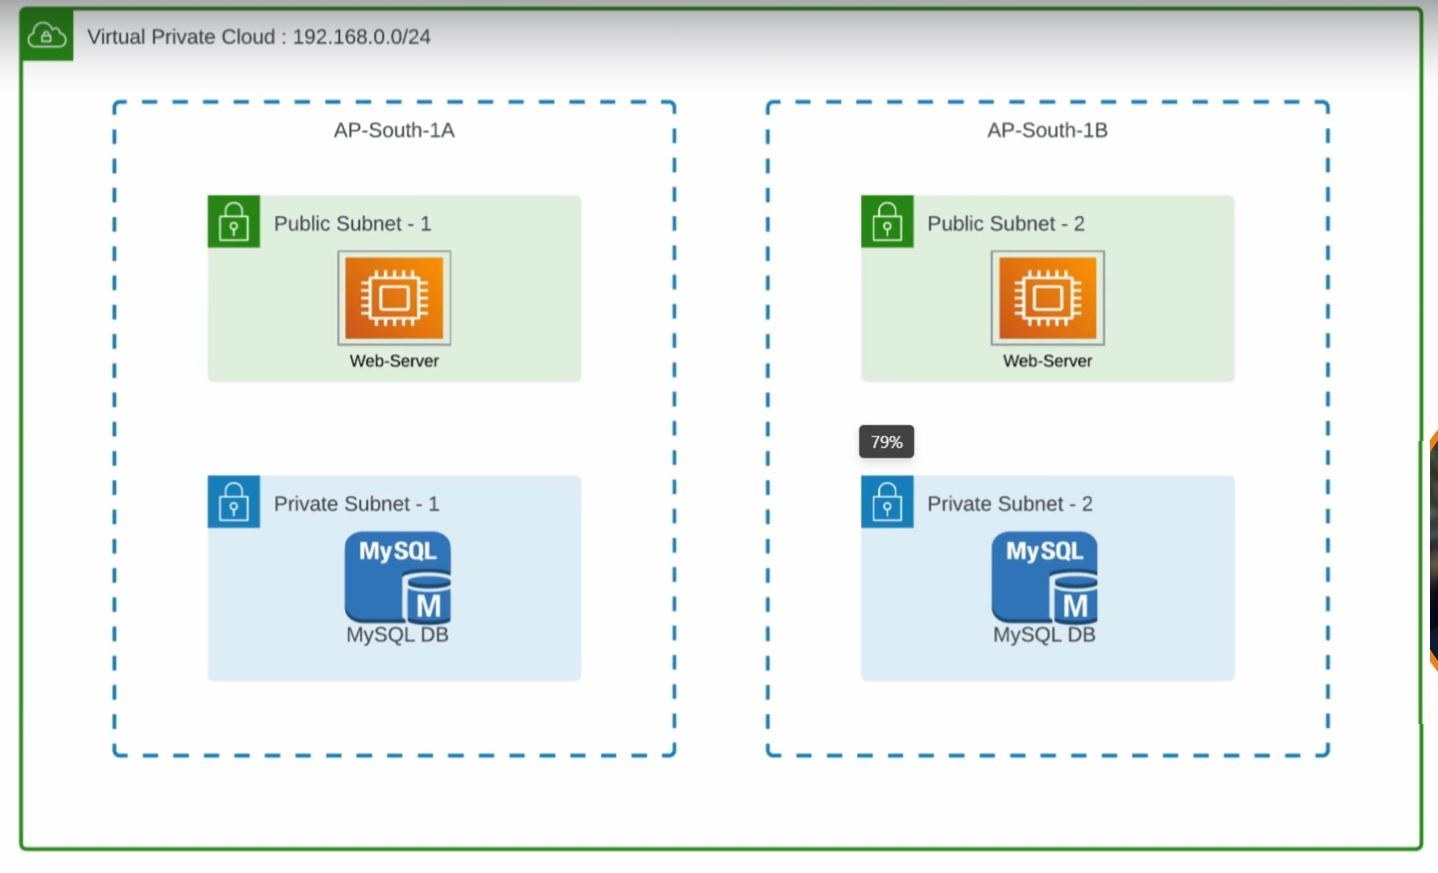 Virtual Private Cloud : 192.168.0.0/24
AP-South-1A
AP-South-1B
Public Subnet - 1
Public Subnet - 2
Web-Server
Web-Server
79%
Private Subnet - 1
Private Subnet - 2
MySQL
M
MySQL
M
MySQL DB
MySQL DB